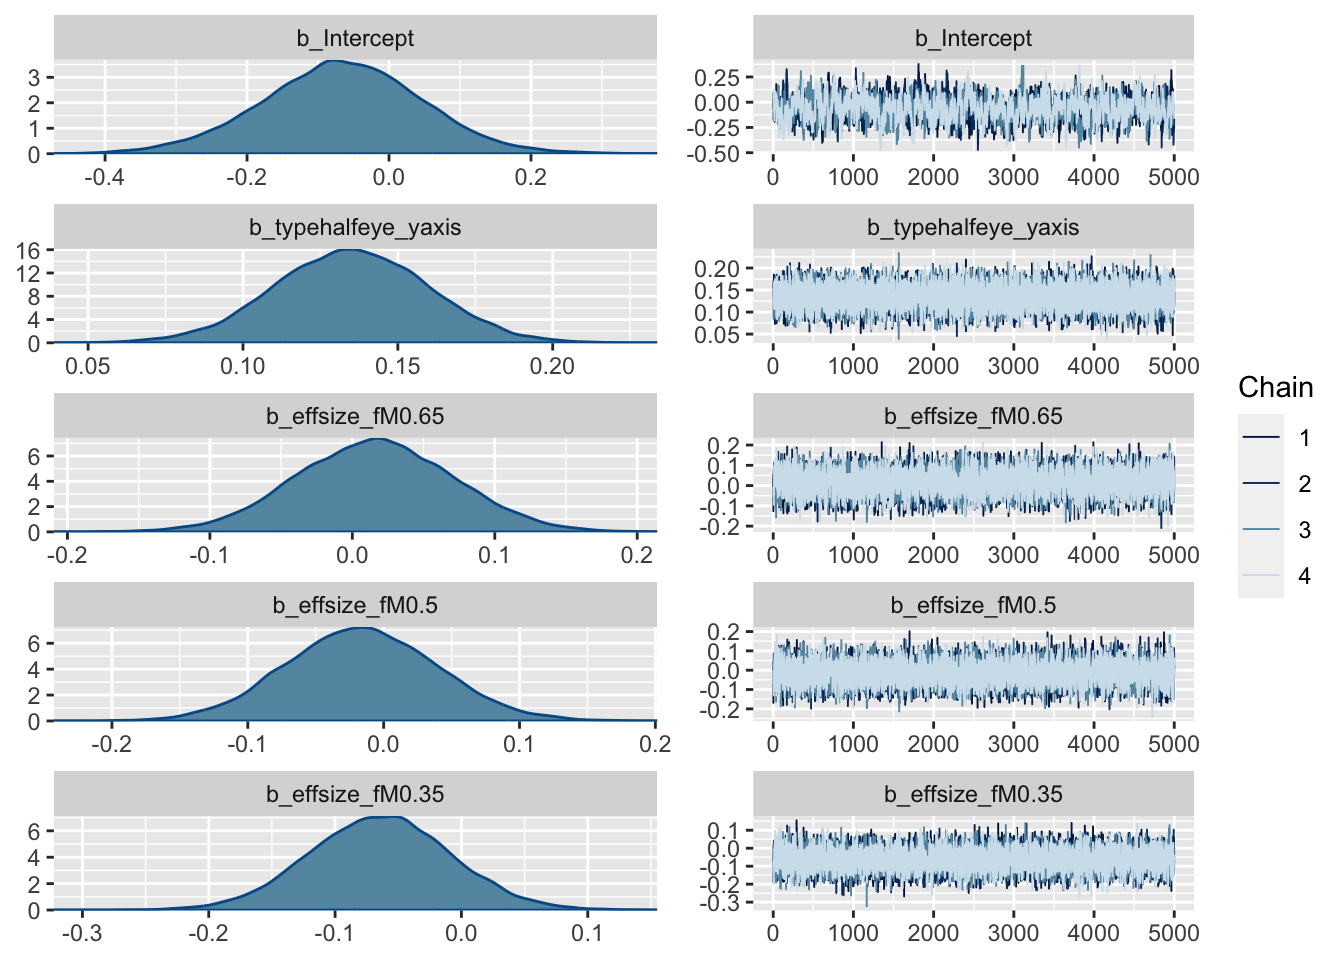 b_Intercept
3
2
1
0
-0.4 -0.2 0.0 0.2
b_Intercept
0.25
0.00
-0.25
-0.50
0 1000 2000 3000 4000 5000
b_typehalfeye_yaxis
16
12
8
4
0
0.05 0.10 0.15 0.20
b_typehalfeye_yaxis
0.20
0.15
0.10
0.05
0 1000 2000 3000 4000 5000
b_effsize_fM0.65
6
4
2
0
-0.2 -0.1 0.0 0.1 0.2
b_effsize_fM0.65
0.2
0.1
0.0
-0.1
-0.2
0 1000 2000 3000 4000 5000
b_effsize_fM0.5
6
4
2
0
-0.2 -0.1 0.0 0.1 0.2
b_effsize_fM0.5
0.2
0.1
0.0
-0.1
-0.2
0 1000 2000 3000 4000 5000
b_effsize_fM0.35
6
4
2
0
-0.3 -0.2 -0.1 0.0 0.1
b_effsize_fM0.35
0.1
0.0
-0.1
-0.2
-0.3
0 1000 2000 3000 4000 5000
Chain
1
2
3
4